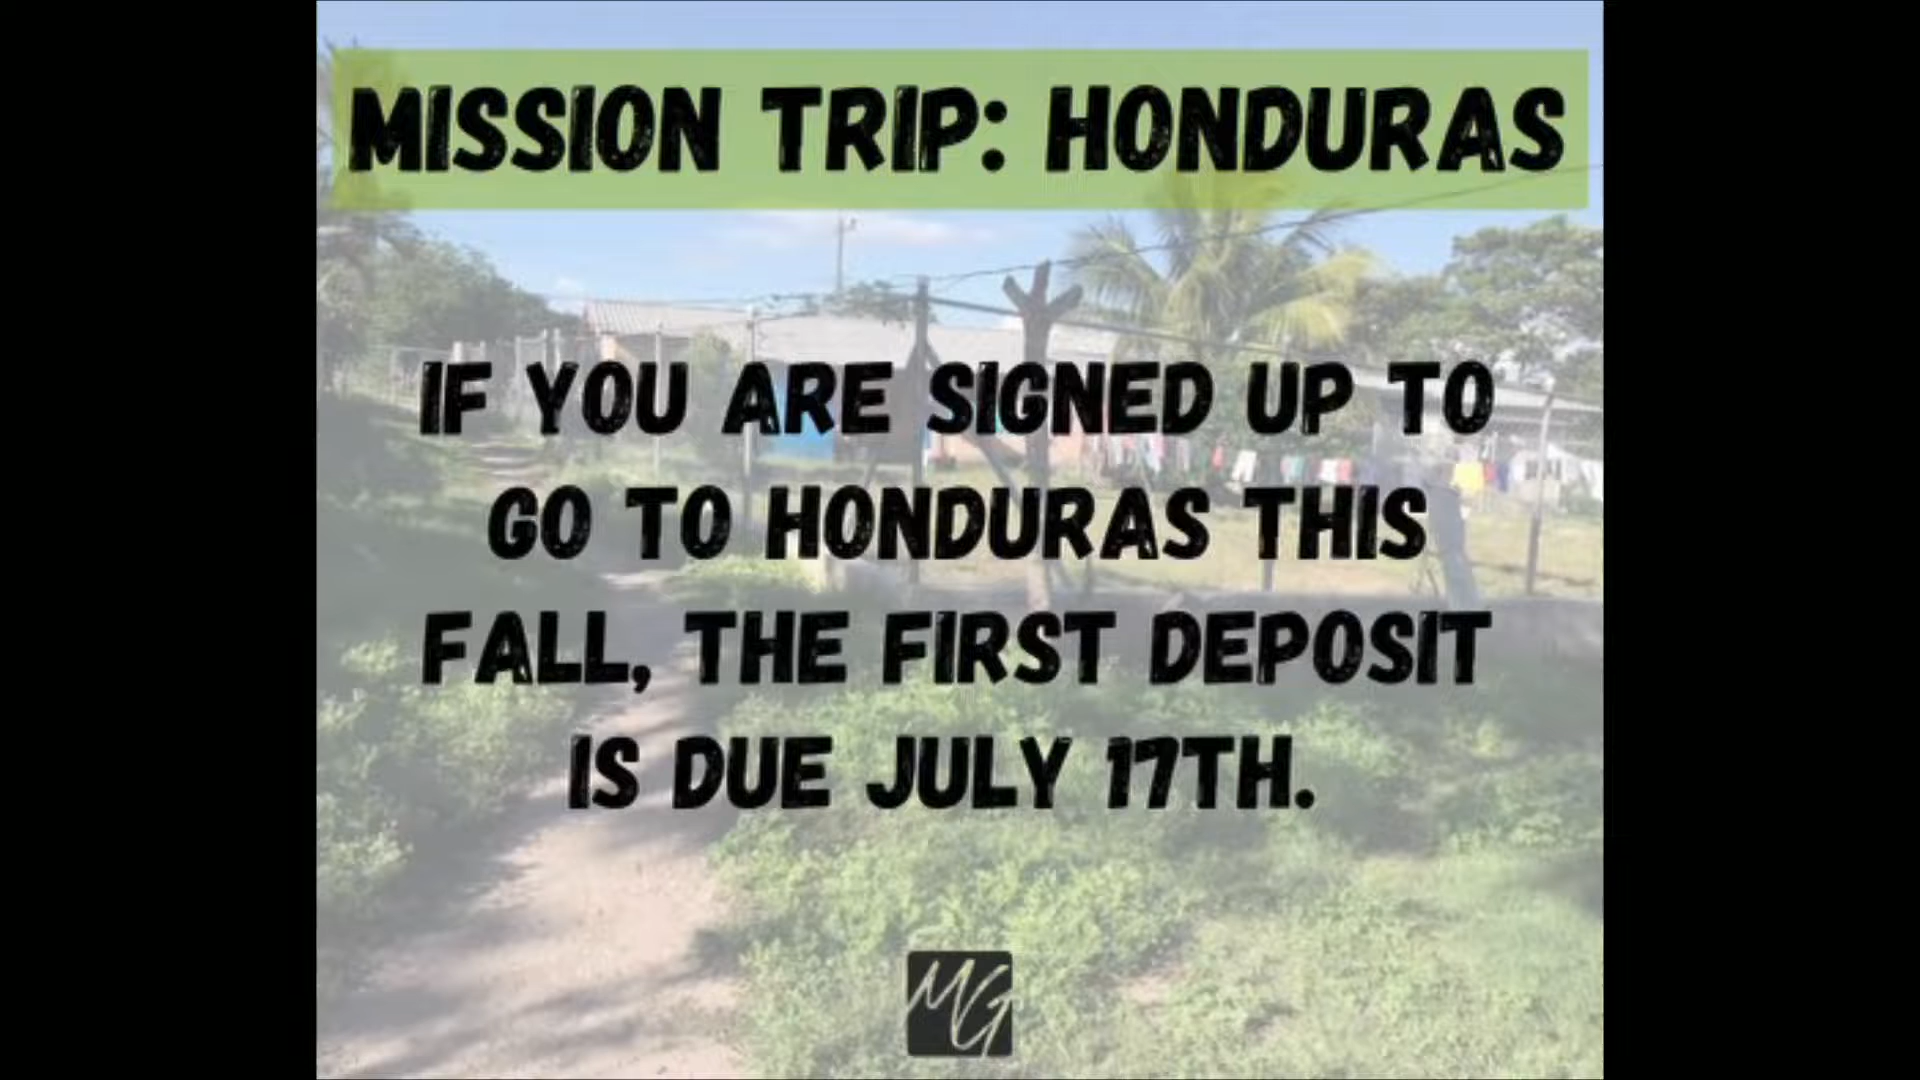 MISSION TRIP: HONDURAS
IF YOU ARE SIGNED UP TO
GO TO HONDURAS THIS
FALL, THE FIRST DEPOSIT
IS DUE JULY 17TH.
MG